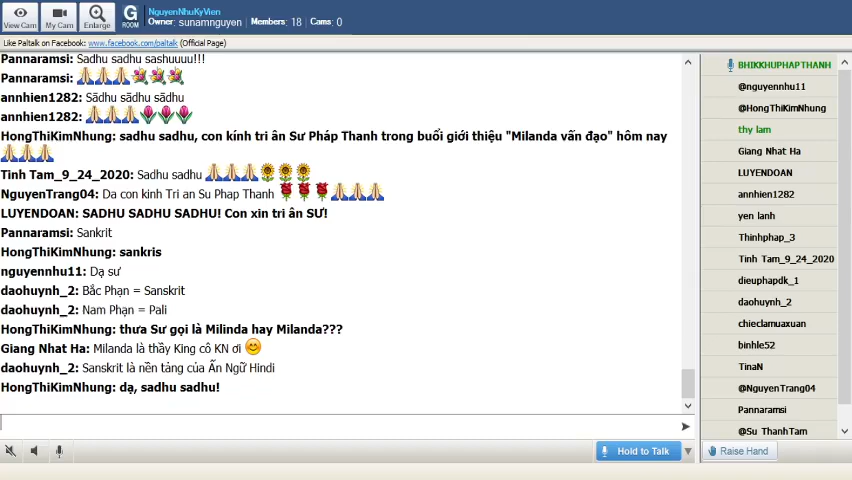 View Cam
My Cam
Enlarge
G
ROOM
NguyenNhuKyVien
Owner: sunamnguyen Members: 18 Cams: 0
Like Paltalk on Facebook: www.facebook.com/paltalk (Official Page)
Pannaramsi: Sadhu sadhu sashuuuu!!!
Pannaramsi:
annhien1282: Sādhu sādhu sādhu
annhien1282:
HongThiKimNhung: sadhu sadhu, con kính tri ân Sư Pháp Thanh trong buổi giới thiệu "Milanda vấn đạo" hôm nay
Tinh Tam_9_24_2020: Sadhu sadhu
NguyenTrang04: Da con kinh Tri an Su Phap Thanh
LUYENDOAN: SADHU SADHU SADHU! Con xin tri ân SƯ!
Pannaramsi: Sankrit
HongThiKimNhung: sankris
nguyennhu11: Dạ sư
daohuynh_2: Bắc Phạn = Sanskrit
daohuynh_2: Nam Phạn = Pali
HongThiKimNhung: thưa Sư gọi là Milinda hay Milanda???
Giang Nhat Ha: Milanda là thầy King cô KN ơi
daohuynh_2: Sanskrit là nền tảng của Ấn Ngữ Hindi
HongThiKimNhung: dạ, sadhu sadhu!
Hold to Talk
BHIKKHUPHAPTHANH
@nguyennhu11
@HongThiKimNhung
thy lam
Giang Nhat Ha
LUYENDOAN
annhien1282
yen lanh
Thinhphap_3
Tinh Tam_9_24_2020
dieuphapdk_1
daohuynh_2
chieclamuaxuan
binhle52
TinaN
@NguyenTrang04
Pannaramsi
@Su ThanhTam
Raise Hand